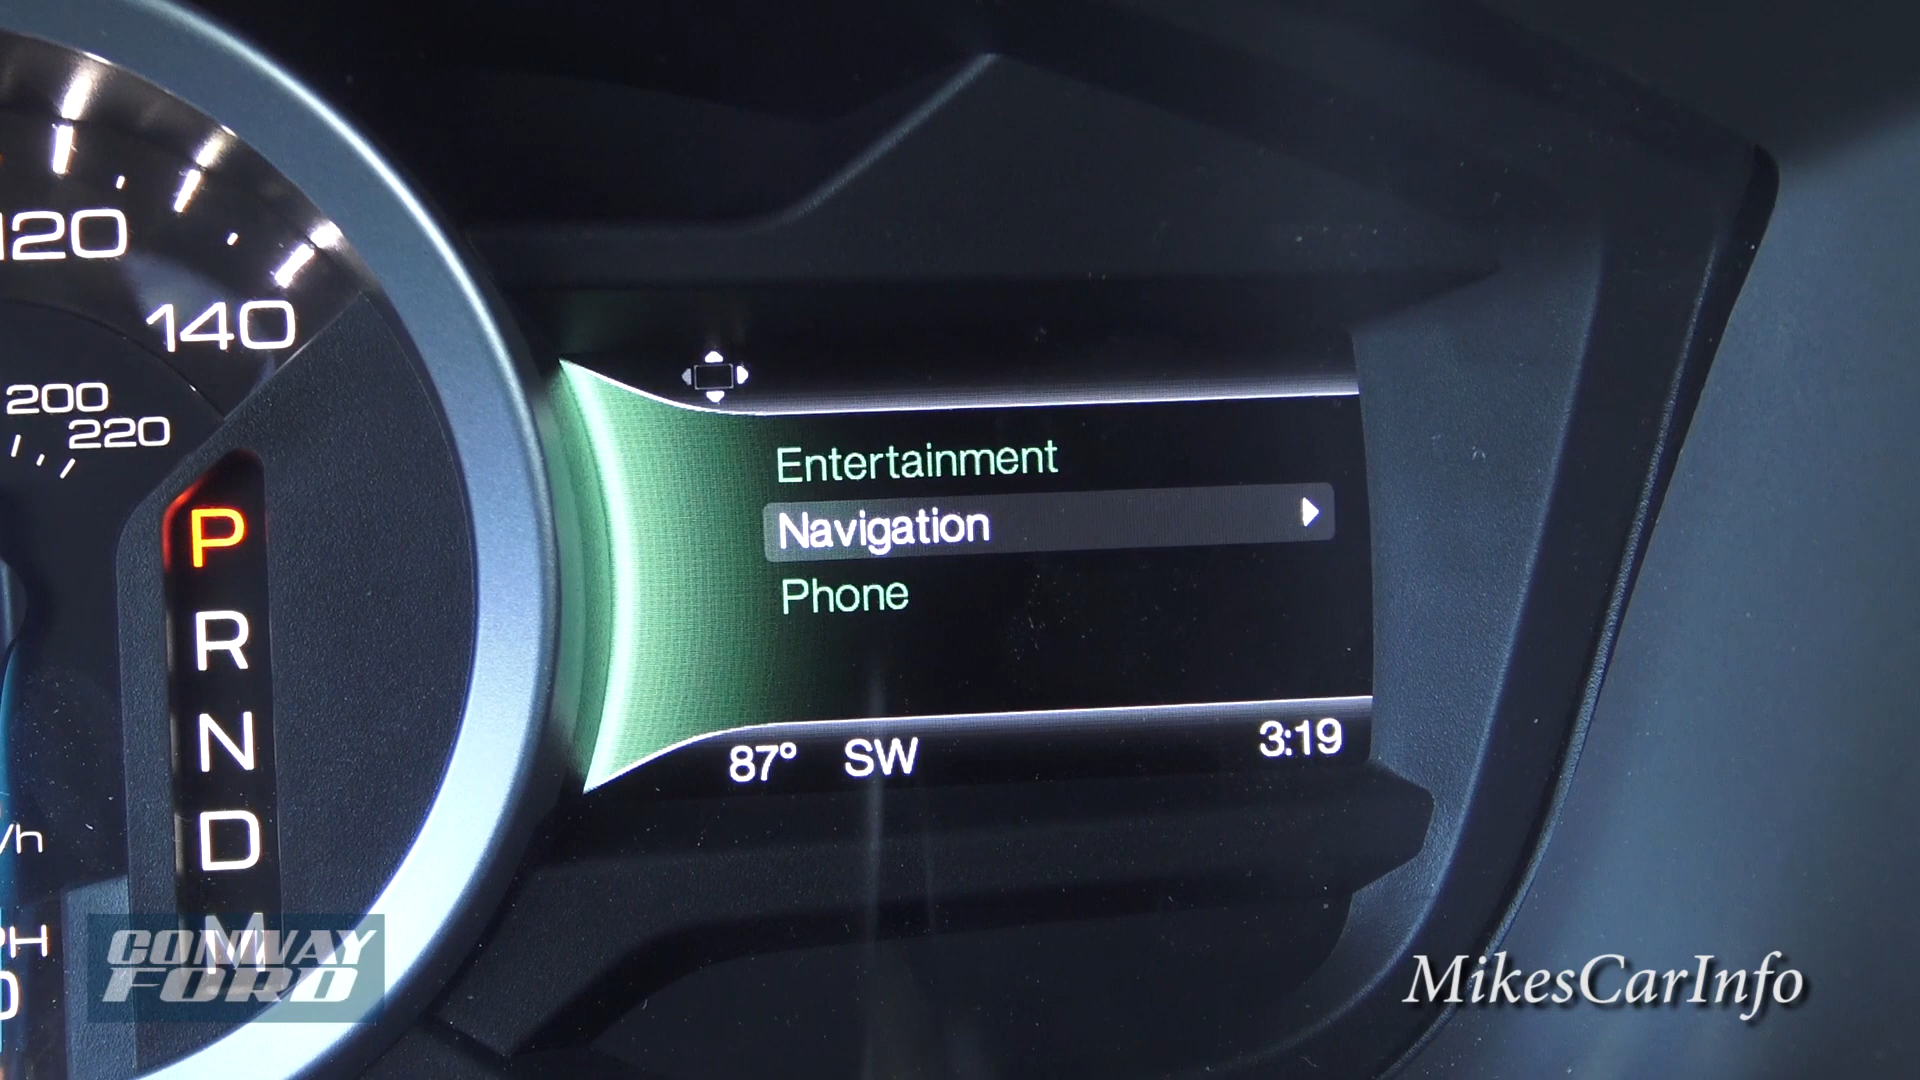 120
140
200
220
P
R
N
D
M
Entertainment
Navigation
Phone
87° SW 3:19
CONWAY
FORD
MikesCarInfo